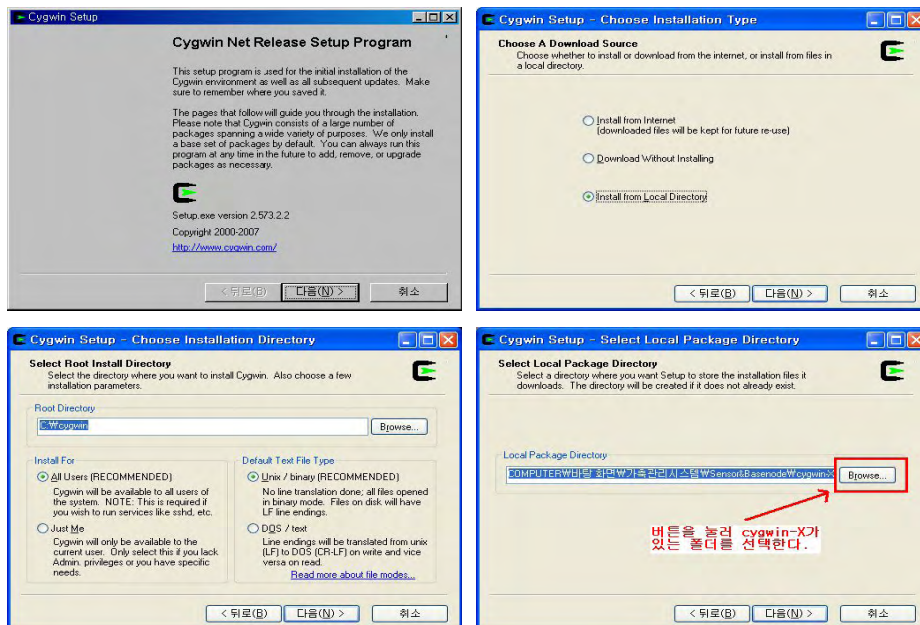 Cygwin Setup
Cygwin Net Release Setup Program
This setup program is used for the initial installation of the
Cygwin environment as well as all subsequent updates. Make
sure to remember where you saved it.
The pages that follow will guide you through the installation.
Please note that Cygwin consists of a large number of
packages spanning a wide variety of purposes. We only install
a base set of packages by default. You can always run this
program at any time in the future to add, remove, or upgrade
packages as necessary.
Setup.exe version 2.573.2.2
Copyright 2000-2007
http://www.cygwin.com/
< 뒤로(B) 다음(N) > 취소
Cygwin Setup - Choose Installation Type
Choose A Download Source
Choose whether to install or download from the internet, or install from files in
a local directory.
Install from Internet
(downloaded files will be kept for future re-use)
Download Without Installing
Install from Local Directory
< 뒤로(B) 다음(N) > 취소
Cygwin Setup - Choose Installation Directory
Select Root Install Directory
Select the directory where you want to install Cygwin. Also choose a few
installation parameters.
Root Directory
C:₩cygwin Browse...
Install For
All Users (RECOMMENDED)
Cygwin will be available to all users of
the system. NOTE: This is required if
you wish to run services like sshd, etc.
Just Me
Cygwin will only be available to the
current user. Only select this if you lack
Admin. privileges or you have specific
needs.
Default Text File Type
Unix / binary (RECOMMENDED)
No line translation done; all files opened
in binary mode. Files on disk will have
LF line endings.
DOS / text
Line endings will be translated from unix
(LF) to DOS (CR-LF) on write and vice
versa on read.
Read more about file modes...
< 뒤로(B) 다음(N) > 취소
Cygwin Setup - Select Local Package Directory
Select Local Package Directory
Select a directory where you want Setup to store the installation files it
downloads. The directory will be created if it does not already exist.
Local Package Directory
COMPUTER₩바탕 화면₩가축관리시스템₩Sensor&Basenode₩cygwin-X Browse...
버튼을 눌러 cygwin-X가
있는 폴더를 선택한다.
< 뒤로(B) 다음(N) > 취소